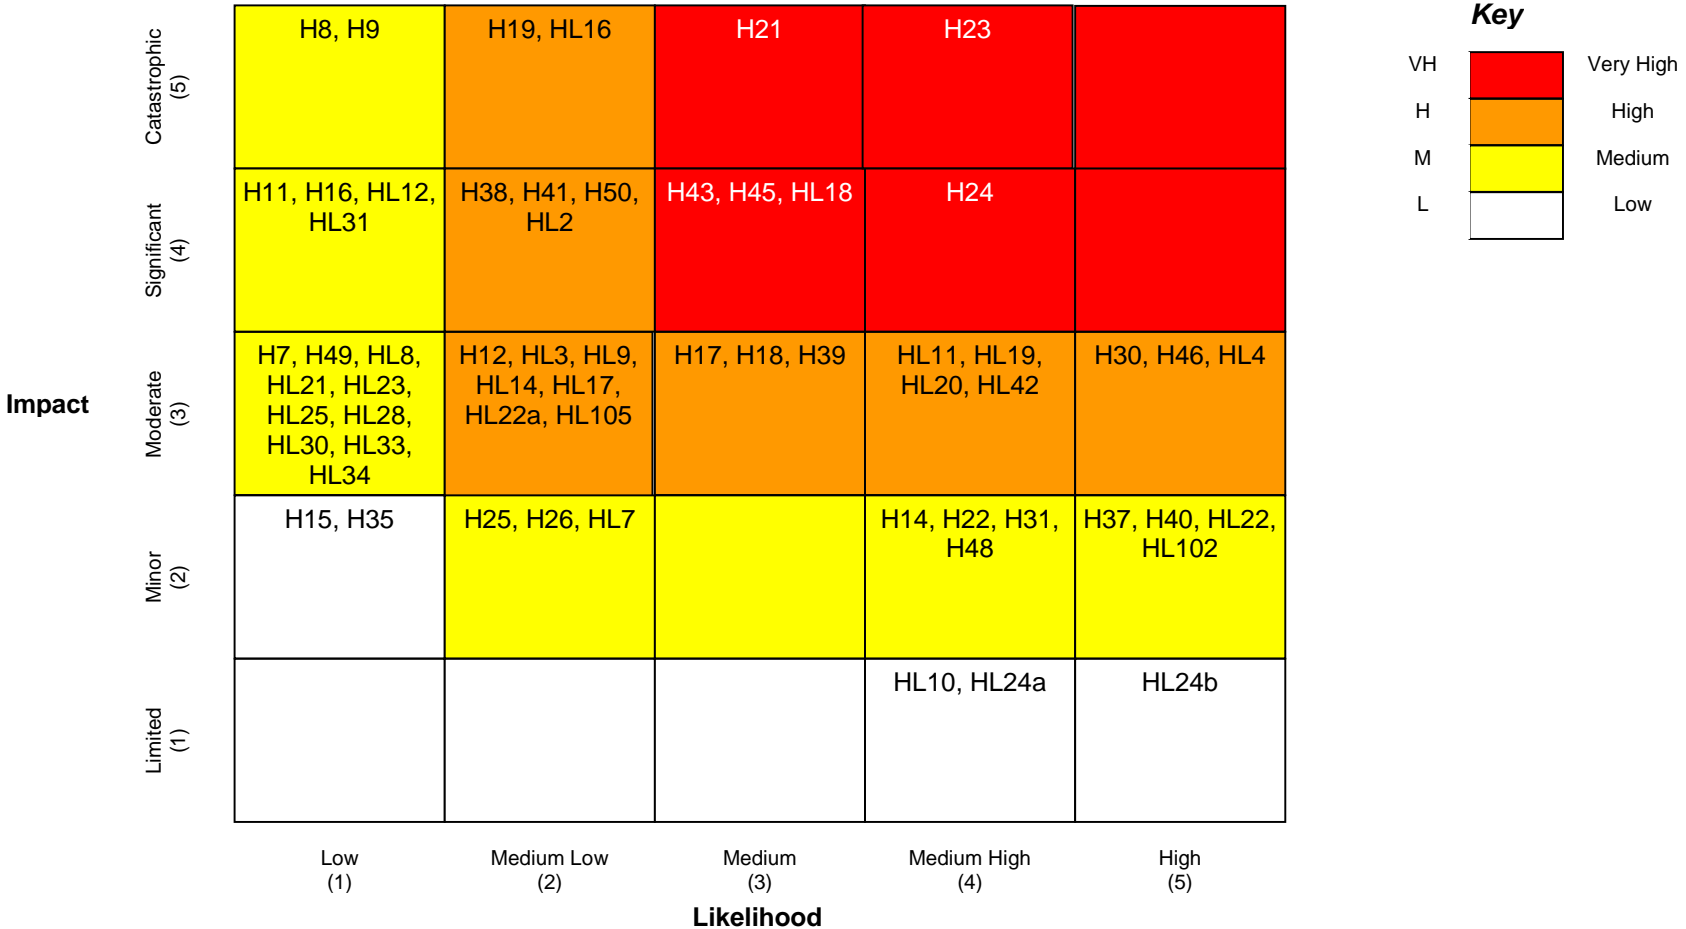 Key
VH
Very High
H
High
M
Medium
L
Low
Impact
Catastrophic
(5)
H8, H9
H19, HL16
H21
H23
Significant
(4)
H11, H16, HL12,
HL31
H38, H41, H50,
HL2
H43, H45, HL18
H24
Moderate
(3)
H7, H49, HL8,
HL21, HL23,
HL25, HL28,
HL30, HL33,
HL34
H12, HL3, HL9,
HL14, HL17,
HL22a, HL105
H17, H18, H39
HL11, HL19,
HL20, HL42
H30, H46, HL4
Minor
(2)
H15, H35
H25, H26, HL7
H14, H22, H31,
H48
H37, H40, HL22,
HL102
Limited
(1)
HL10, HL24a
HL24b
Low
(1)
Medium Low
(2)
Medium
(3)
Medium High
(4)
High
(5)
Likelihood